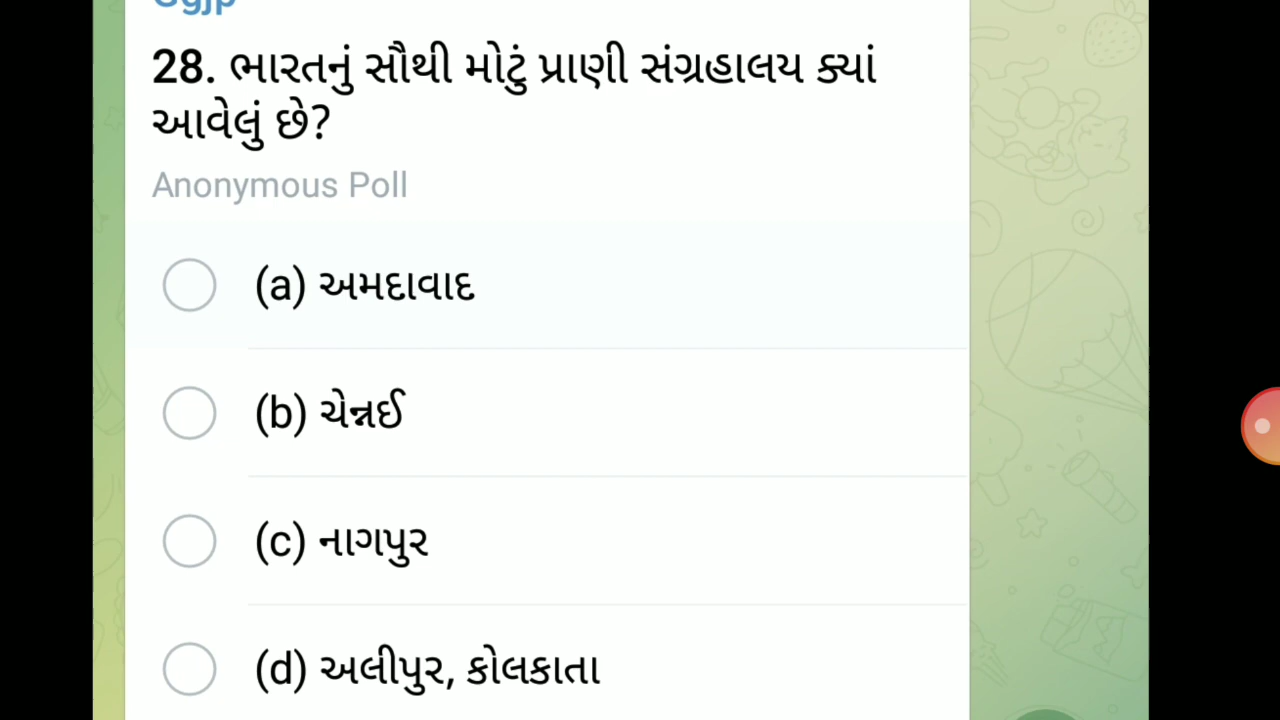 28. ભારતનું સૌથી મોટું પ્રાણી સંગ્રહાલય ક્યાં
આવેલું છે?
Anonymous Poll
(a) અમદાવાદ
(b) ચેન્નઈ
(c) નાગપુર
(d) અલીપુર, કોલકાતા